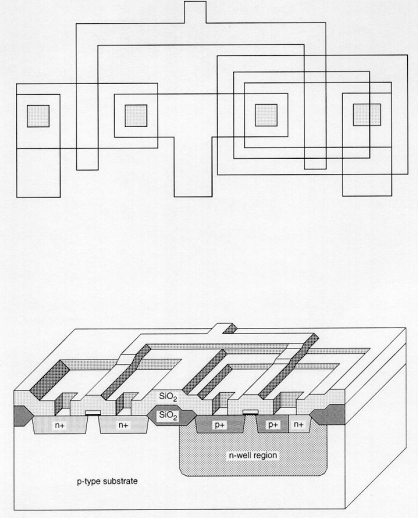 SiO2
SiO2
n+ n+ p+ p+ n+
n-well region
p-type substrate